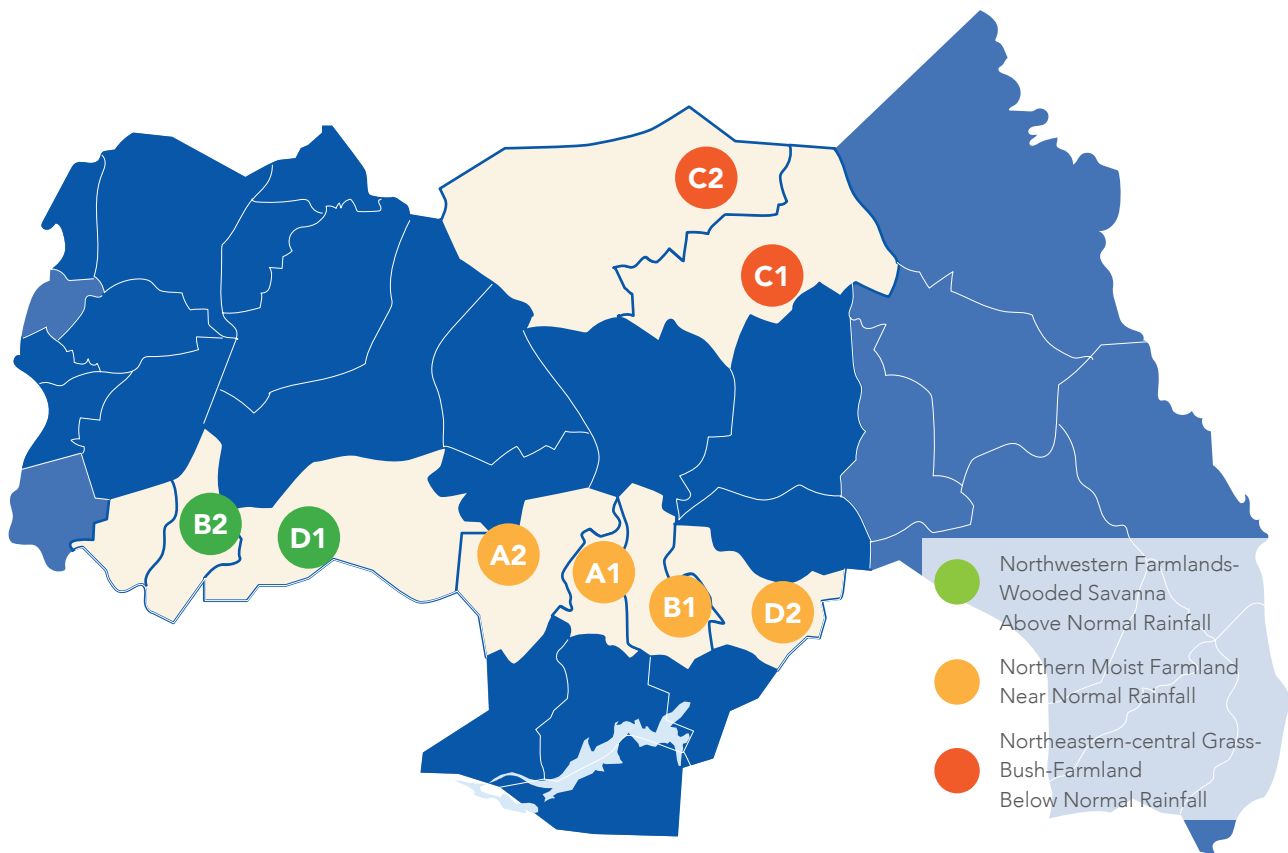 C2
C1
B2
D1
A2
A1
B1
D2
Northwestern Farmlands-
Wooded Savanna
Above Normal Rainfall
Northern Moist Farmland
Near Normal Rainfall
Northeastern-central Grass-
Bush-Farmland
Below Normal Rainfall